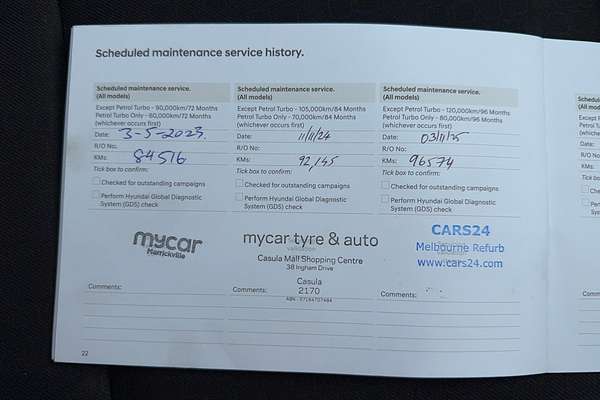 Scheduled maintenance service history.
Scheduled maintenance service.
(All models)
Except Petrol Turbo - 90,000km/72 Months
Petrol Turbo Only - 60,000km/72 Months
(whichever occurs first)
Date: 3-5-2023.
R/O No:
KMs: 84516
Tick box to confirm:
Checked for outstanding campaigns
Perform Hyundai Global Diagnostic
System (GDS) check
mycar
Marrickville
Comments:
Scheduled maintenance service.
(All models)
Except Petrol Turbo - 105,000km/84 Months
Petrol Turbo Only - 70,000km/84 Months
(whichever occurs first)
Date: 11/11/24
R/O No:
KMs: 92,145
Tick box to confirm:
Checked for outstanding campaigns
Perform Hyundai Global Diagnostic
System (GDS) check
mycar tyre & auto
Casula Mall Shopping Centre
38 Ingham Drive
Casula
2170
Comments:
Scheduled maintenance service.
(All models)
Except Petrol Turbo - 120,000km/96 Months
Petrol Turbo Only - 80,000km/96 Months
(whichever occurs first)
Date: 03/11/25
R/O No:
KMs: 96574
Tick box to confirm:
Checked for outstanding campaigns
Perform Hyundai Global Diagnostic
System (GDS) check
CARS24
Melbourne Refurb
www.cars24.com
Comments:
22